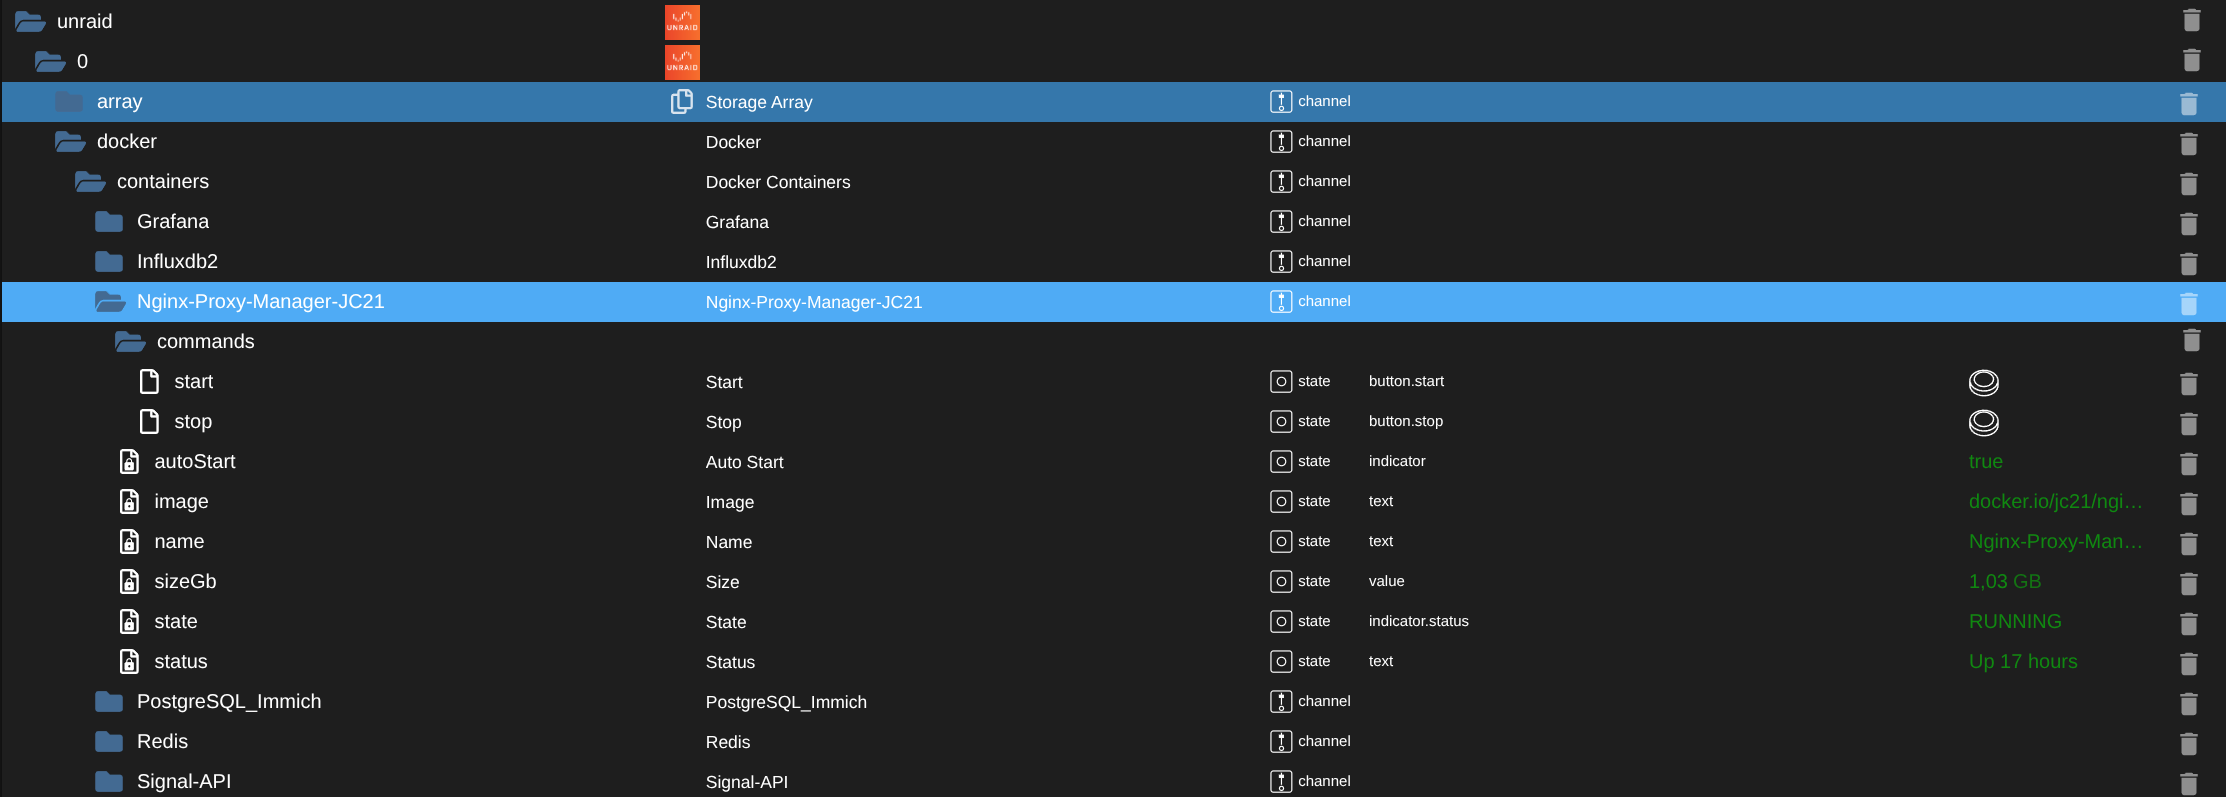 unraid UNRAID
0 UNRAID
array Storage Array channel
docker Docker channel
containers Docker Containers channel
Grafana Grafana channel
Influxdb2 Influxdb2 channel
Nginx-Proxy-Manager-JC21 Nginx-Proxy-Manager-JC21 channel
commands
start Start state button.start
stop Stop state button.stop
autoStart Auto Start state indicator true
image Image state text docker.io/jc21/ngi…
name Name state text Nginx-Proxy-Man…
sizeGb Size state value 1,03 GB
state State state indicator.status RUNNING
status Status state text Up 17 hours
PostgreSQL_Immich PostgreSQL_Immich channel
Redis Redis channel
Signal-API Signal-API channel